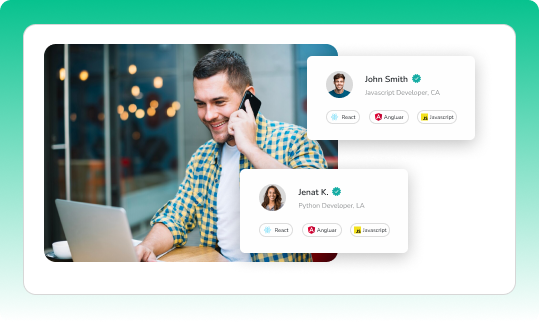 John Smith
Javascript Developer, CA
React
Angluar
Javascript
Jenat K.
Python Developer, LA
React
Angluar
Javascript